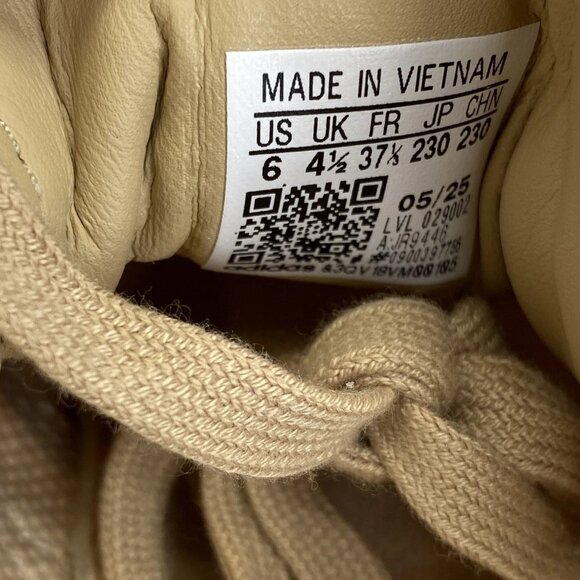 MADE IN VIETNAM
US UK FR JP CHN
6 4½ 37⅓ 230 230
05/25
LVL 029002
AJR9446
adidas &3QV18VM00105